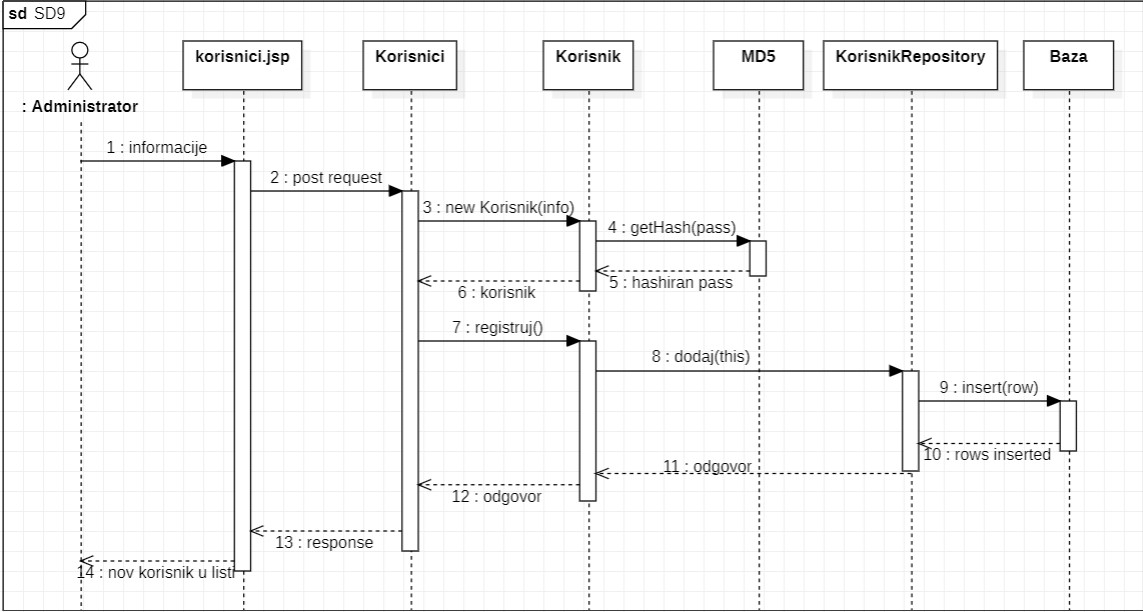 sd SD9
korisnici.jsp
Korisnici
Korisnik
MD5
KorisnikRepository
Baza
: Administrator
1 : informacije
2 : post request
3 : new Korisnik(info)
4 : getHash(pass)
5 : hashiran pass
6 : korisnik
7 : registruj()
8 : dodaj(this)
9 : insert(row)
10 : rows inserted
11 : odgovor
12 : odgovor
13 : response
14 : nov korisnik u listi